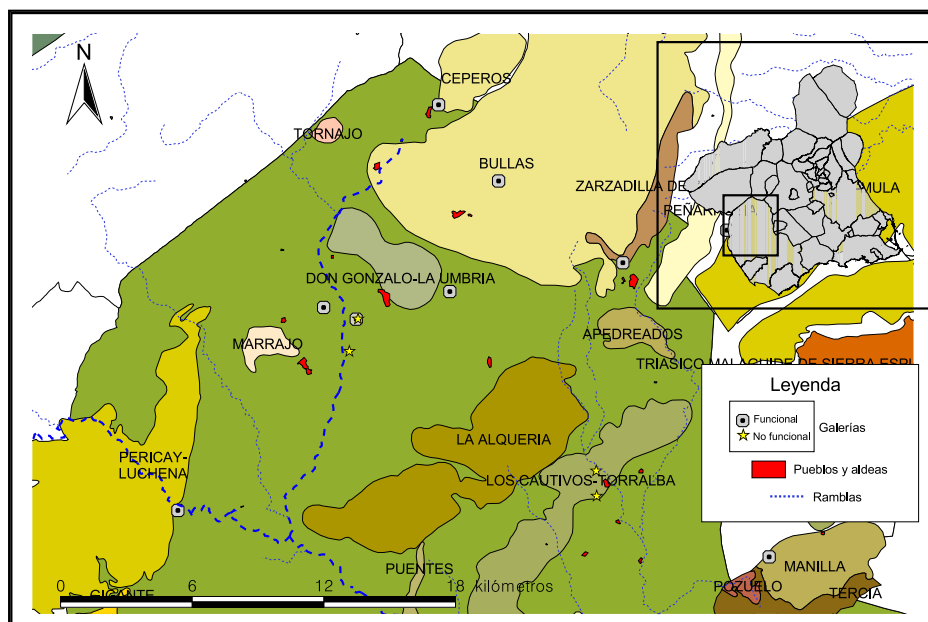 N
CEPEROS
TORNAJO
BULLAS
ZARZADILLA DE
MULA
DON GONZALO-LA UMBRIA
MARRAJO
APEDREADOS
TRIASICO MALAGUIDE DE SIERRA ESPU
Leyenda
Funcional
No funcional
Galerías
Pueblos y aldeas
Ramblas
LA ALQUERIA
PERICAY-
LUCHENA
LOS CAUTIVOS-TORRALBA
PUENTES
MANILLA
POZUELO
TERCIA
GIGANTE
0 6 12 18 kilómetros